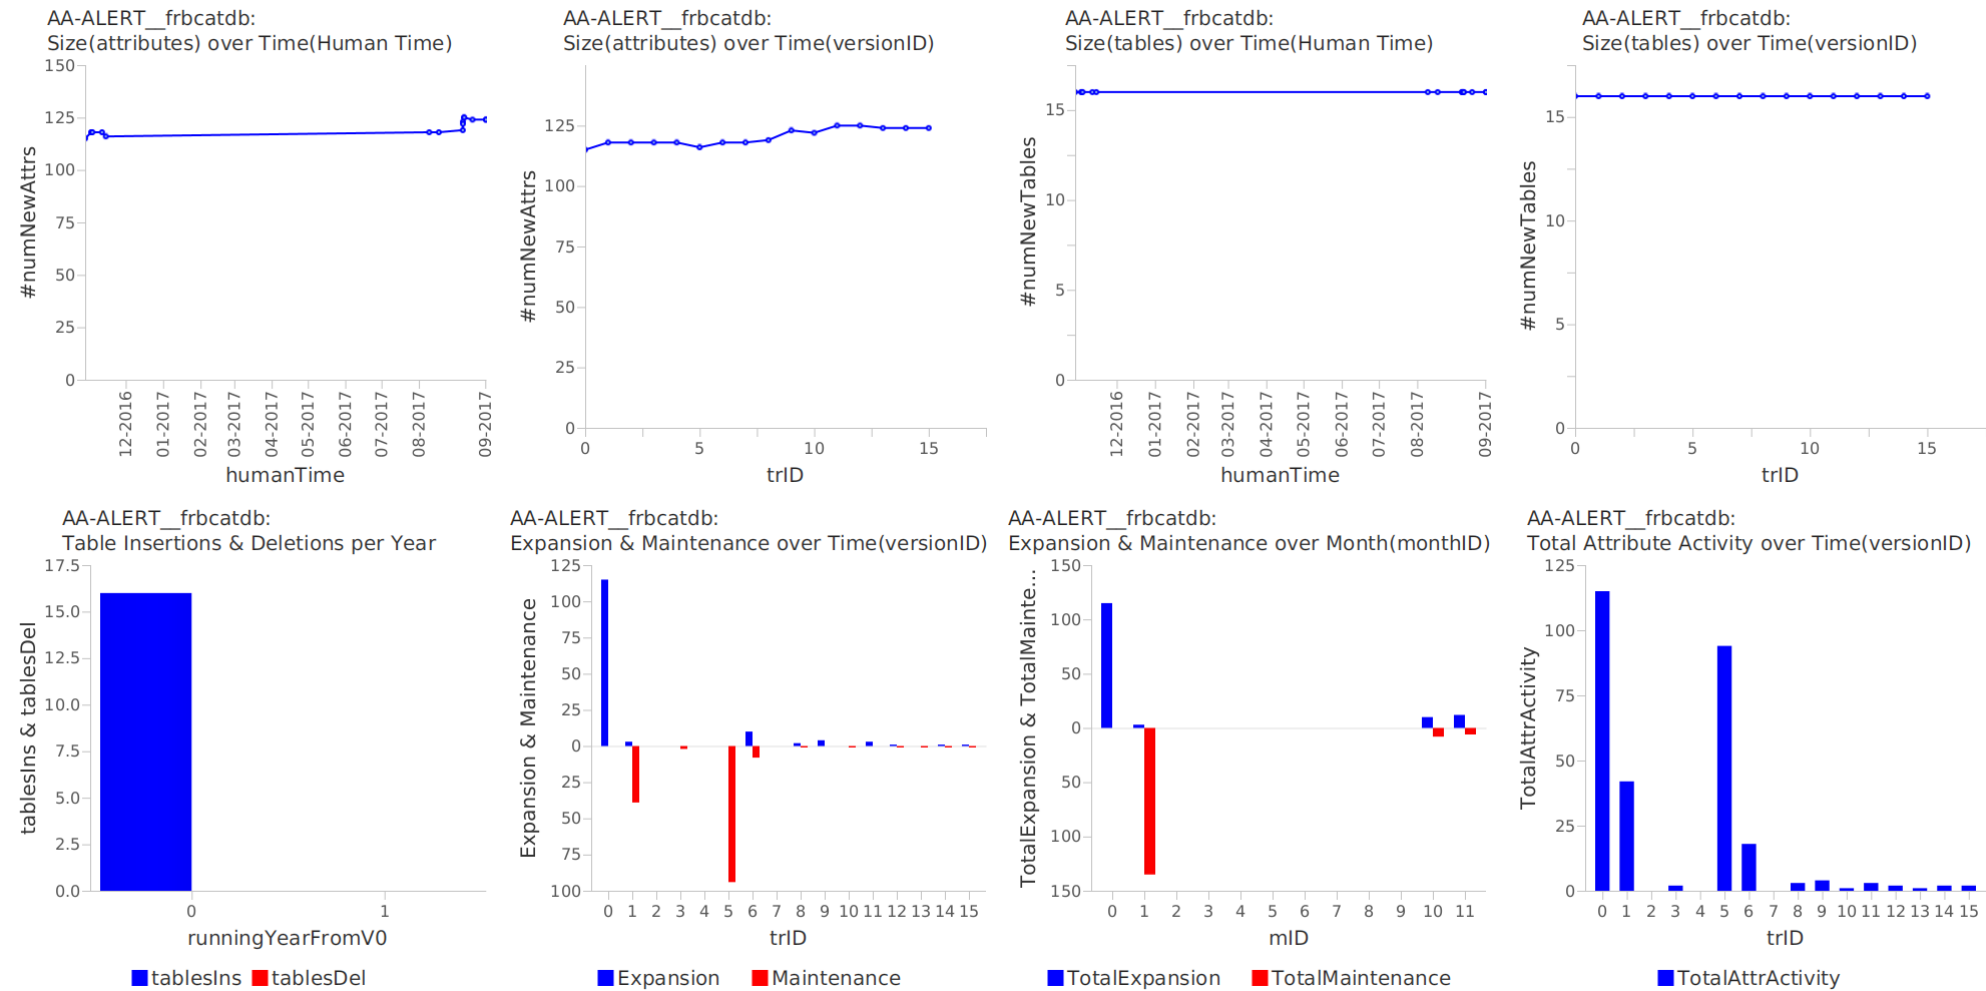 AA-ALERT__frbcatdb:
Size(attributes) over Time(Human Time)
150
125
100
75
50
25
0
#numNewAttrs
12-2016
01-2017
02-2017
03-2017
04-2017
05-2017
06-2017
07-2017
08-2017
09-2017
humanTime
AA-ALERT__frbcatdb:
Size(attributes) over Time(versionID)
125
100
75
50
25
0
#numNewAttrs
0 5 10 15
trID
AA-ALERT__frbcatdb:
Size(tables) over Time(Human Time)
15
10
5
0
#numNewTables
12-2016
01-2017
02-2017
03-2017
04-2017
05-2017
06-2017
07-2017
08-2017
09-2017
humanTime
AA-ALERT__frbcatdb:
Size(tables) over Time(versionID)
15
10
5
0
#numNewTables
0 5 10 15
trID
AA-ALERT__frbcatdb:
Table Insertions & Deletions per Year
17.5
15.0
12.5
10.0
7.5
5.0
2.5
0.0
tablesIns & tablesDel
0 1
runningYearFromV0
tablesIns tablesDel
AA-ALERT__frbcatdb:
Expansion & Maintenance over Time(versionID)
125
100
75
50
25
0
25
50
75
100
Expansion & Maintenance
0 1 2 3 4 5 6 7 8 9 10 11 12 13 14 15
trID
Expansion Maintenance
AA-ALERT__frbcatdb:
Expansion & Maintenance over Month(monthID)
150
100
50
0
50
100
150
TotalExpansion & TotalMainte...
0 1 2 3 4 5 6 7 8 9 10 11
mID
TotalExpansion TotalMaintenance
AA-ALERT__frbcatdb:
Total Attribute Activity over Time(versionID)
125
100
75
50
25
0
TotalAttrActivity
0 1 2 3 4 5 6 7 8 9 10 11 12 13 14 15
trID
TotalAttrActivity